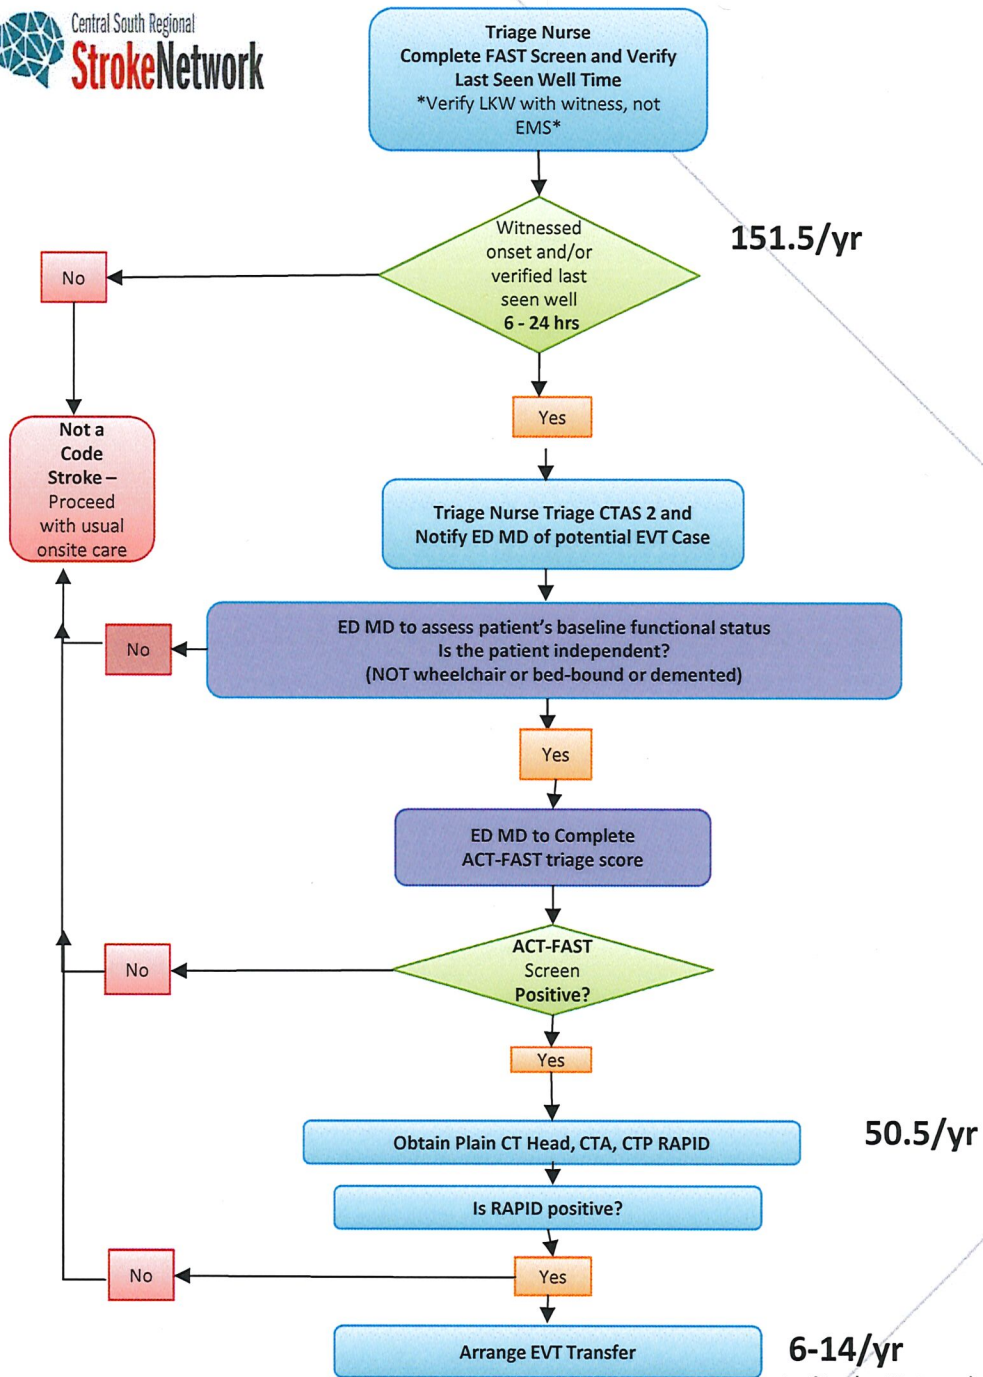 Central South Regional
StrokeNetwork
Triage Nurse
Complete FAST Screen and Verify
Last Seen Well Time
*Verify LKW with witness, not
EMS*
151.5/yr
Witnessed
onset and/or
verified last
seen well
6 - 24 hrs
No
Yes
Not a
Code
Stroke –
Proceed
with usual
onsite care
Triage Nurse Triage CTAS 2 and
Notify ED MD of potential EVT Case
ED MD to assess patient's baseline functional status
Is the patient independent?
(NOT wheelchair or bed-bound or demented)
No
Yes
ED MD to Complete
ACT-FAST triage score
ACT-FAST
Screen
Positive?
No
Yes
Obtain Plain CT Head, CTA, CTP RAPID
50.5/yr
Is RAPID positive?
No
Yes
Arrange EVT Transfer
6-14/yr